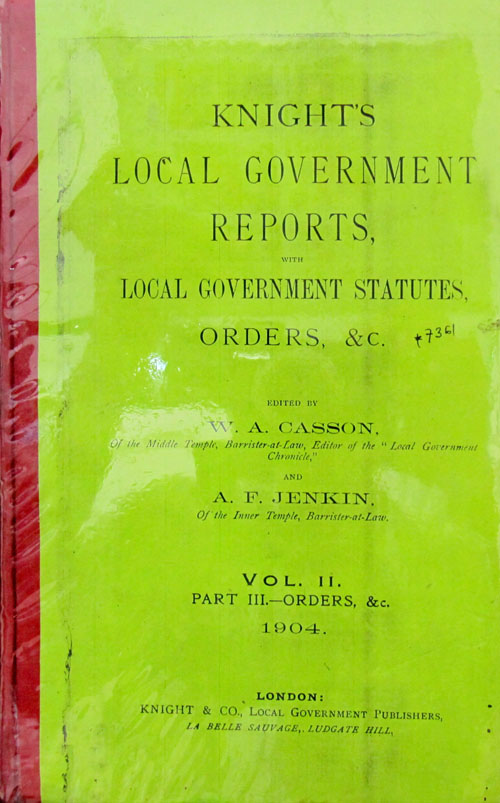 KNIGHT'S
LOCAL GOVERNMENT
REPORTS,
WITH
LOCAL GOVERNMENT STATUTES,
ORDERS, &C.
*7361
EDITED BY
W. A. CASSON,
Of the Middle Temple, Barrister-at-Law, Editor of the "Local Government
Chronicle,"
AND
A. F. JENKIN,
Of the Inner Temple, Barrister-at-Law.
VOL. II.
PART III.—ORDERS, &c.
1904.
LONDON:
KNIGHT & CO., LOCAL GOVERNMENT PUBLISHERS,
LA BELLE SAUVAGE,. LUDGATE HILL,